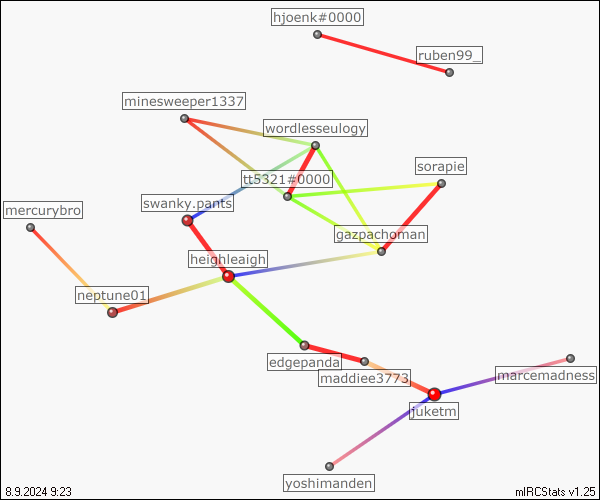 hjoenk#0000
ruben99_
minesweeper1337
wordlesseulogy
sorapie
tt5321#0000
swanky.pants
mercurybro
gazpachoman
heighleaigh
neptune01
edgepanda
maddiee3773
marcemadness
juketm
yoshimanden
8.9.2024 9:23
mIRCStats v1.25